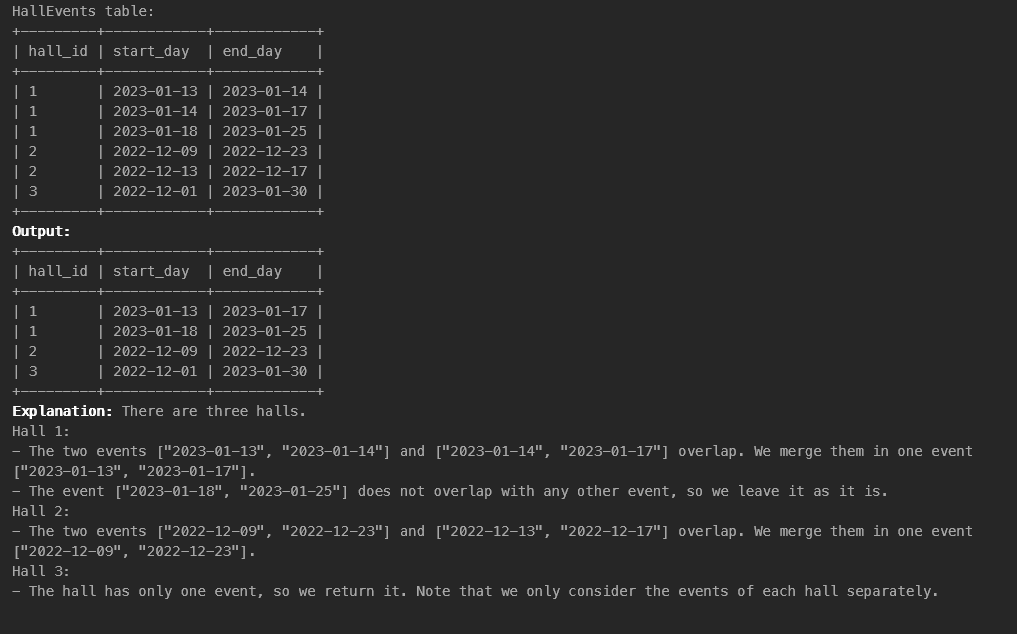 HallEvents table:
+---------+------------+------------+
| hall_id | start_day  | end_day    |
+---------+------------+------------+
| 1       | 2023-01-13 | 2023-01-14 |
| 1       | 2023-01-14 | 2023-01-17 |
| 1       | 2023-01-18 | 2023-01-25 |
| 2       | 2022-12-09 | 2022-12-23 |
| 2       | 2022-12-13 | 2022-12-17 |
| 3       | 2022-12-01 | 2023-01-30 |
+---------+------------+------------+
Output:
+---------+------------+------------+
| hall_id | start_day  | end_day    |
+---------+------------+------------+
| 1       | 2023-01-13 | 2023-01-17 |
| 1       | 2023-01-18 | 2023-01-25 |
| 2       | 2022-12-09 | 2022-12-23 |
| 3       | 2022-12-01 | 2023-01-30 |
+---------+------------+------------+
Explanation: There are three halls.
Hall 1:
- The two events ["2023-01-13", "2023-01-14"] and ["2023-01-14", "2023-01-17"] overlap. We merge them in one event
["2023-01-13", "2023-01-17"].
- The event ["2023-01-18", "2023-01-25"] does not overlap with any other event, so we leave it as it is.
Hall 2:
- The two events ["2022-12-09", "2022-12-23"] and ["2022-12-13", "2022-12-17"] overlap. We merge them in one event
["2022-12-09", "2022-12-23"].
Hall 3:
- The hall has only one event, so we return it. Note that we only consider the events of each hall separately.